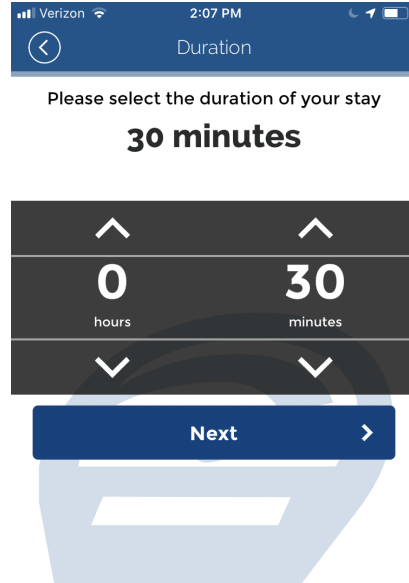 Verizon 2:07 PM
Duration
Please select the duration of your stay
30 minutes
0 30
hours minutes
Next